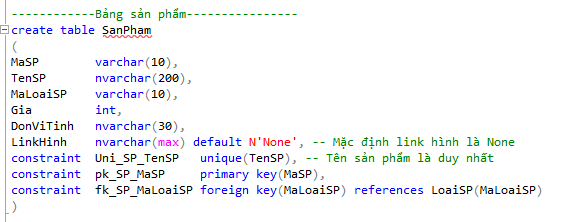 ------------Bảng sản phẩm----------------
create table SanPham
(
MaSP varchar(10),
TenSP nvarchar(200),
MaLoaiSP varchar(10),
Gia int,
DonViTinh nvarchar(30),
LinkHinh nvarchar(max) default N'None', -- Mặc định link hình là None
constraint Uni_SP_TenSP unique(TenSP), -- Tên sản phẩm là duy nhất
constraint pk_SP_MaSP primary key(MaSP),
constraint fk_SP_MaLoaiSP foreign key(MaLoaiSP) references LoaiSP(MaLoaiSP)
)